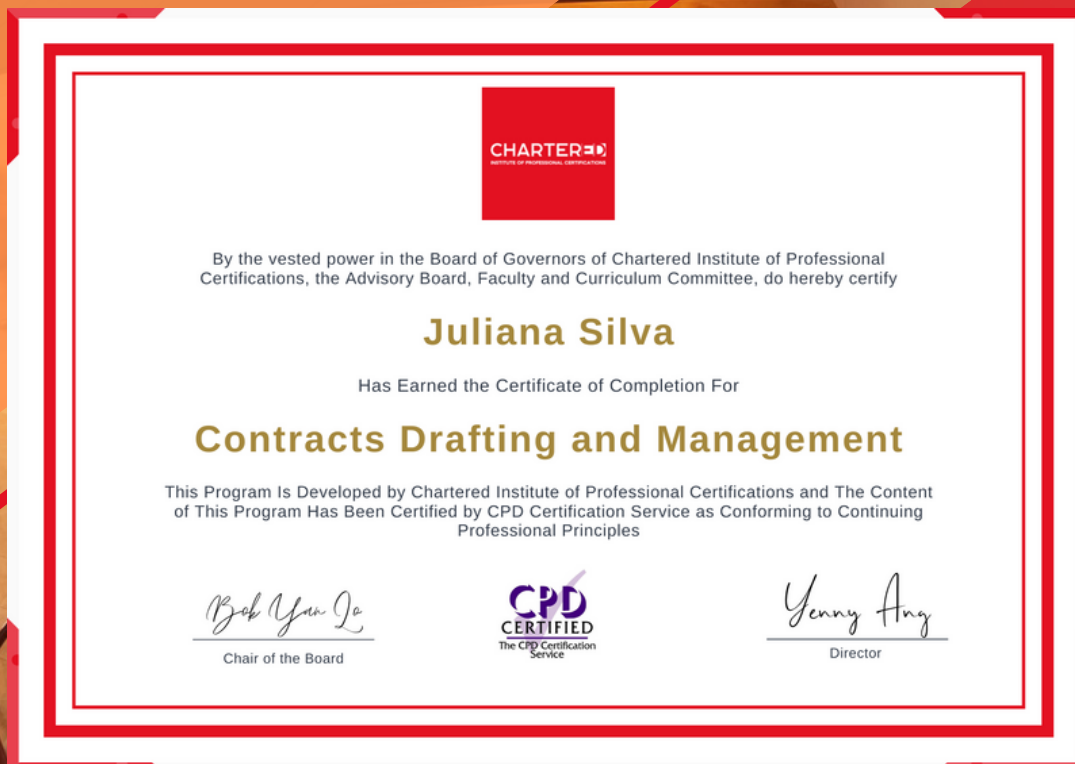 CHARTERED
INSTITUTE OF PROFESSIONAL CERTIFICATIONS
By the vested power in the Board of Governors of Chartered Institute of Professional
Certifications, the Advisory Board, Faculty and Curriculum Committee, do hereby certify
Juliana Silva
Has Earned the Certificate of Completion For
Contracts Drafting and Management
This Program Is Developed by Chartered Institute of Professional Certifications and The Content
of This Program Has Been Certified by CPD Certification Service as Conforming to Continuing
Professional Principles
Bok Yan Lo
Yenny Ang
CPD
CERTIFIED
The CPD Certification
Service
Chair of the Board
Director